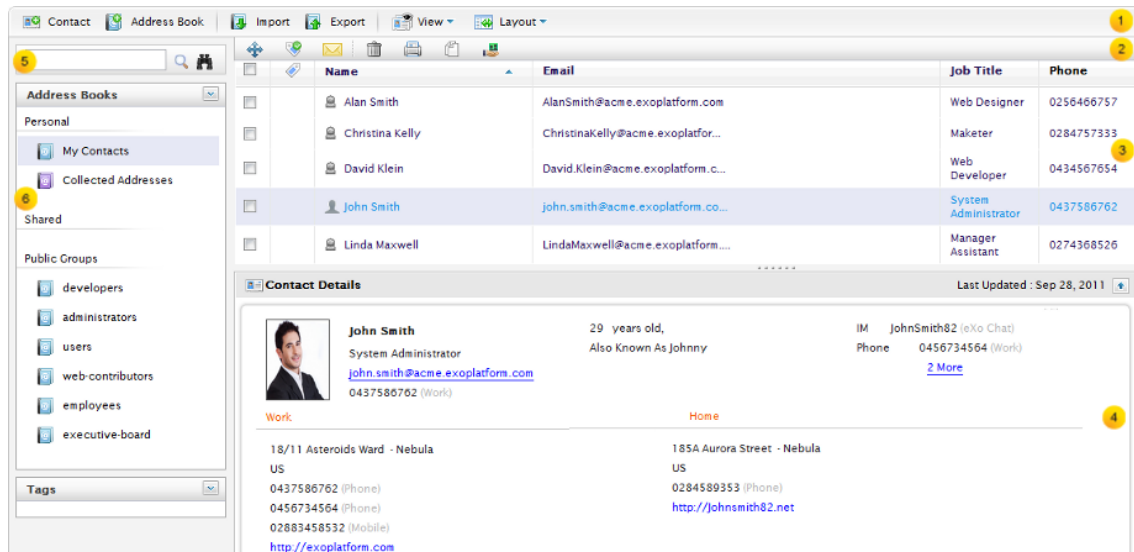 Contact Address Book Import Export View Layout 1
2
5
Name Email Job Title Phone
Alan Smith AlanSmith@acme.exoplatform.com Web Designer 0256466757
Christina Kelly ChristinaKelly@acme.exoplatfor... Maketer 0284757333
3
David Klein David.Klein@acme.exoplatform.c... Web
Developer 0434567654
John Smith john.smith@acme.exoplatform.co... System
Administrator 0437586762
Linda Maxwell LindaMaxwell@acme.exoplatform.... Manager
Assistant 0274368526
Address Books
Personal
My Contacts
Collected Addresses
6
Shared
Public Groups
developers
administrators
users
web-contributors
employees
executive-board
Tags
Contact Details Last Updated : Sep 28, 2011
John Smith
System Administrator
john.smith@acme.exoplatform.com
0437586762 (Work)
29 years old,
Also Known As Johnny
IM JohnSmith82 (eXo Chat)
Phone 0456734564 (Work)
2 More
4
Work
18/11 Asteroids Ward - Nebula
US
0437586762 (Phone)
0456734564 (Phone)
02883458532 (Mobile)
http://exoplatform.com
Home
185A Aurora Street - Nebula
US
0284589353 (Phone)
http://Johnsmith82.net